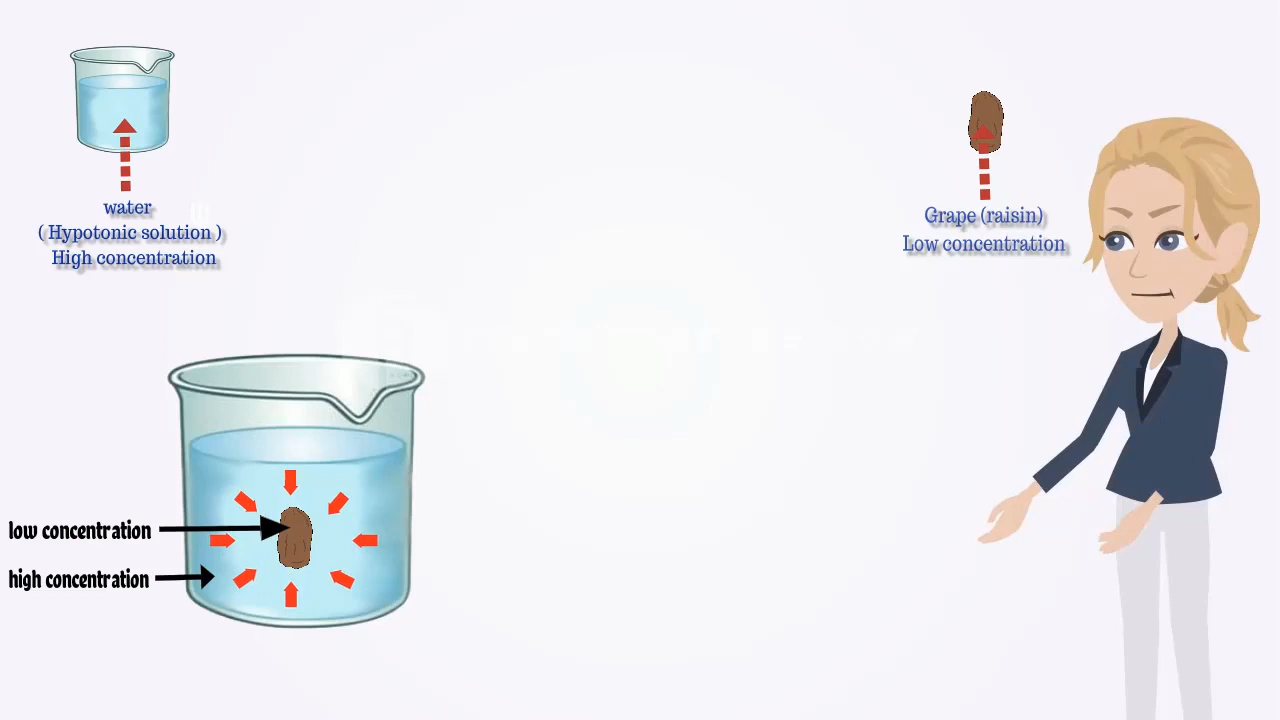 water
( Hypotonic solution )
High concentration
Grape (raisin)
Low concentration
low concentration
high concentration